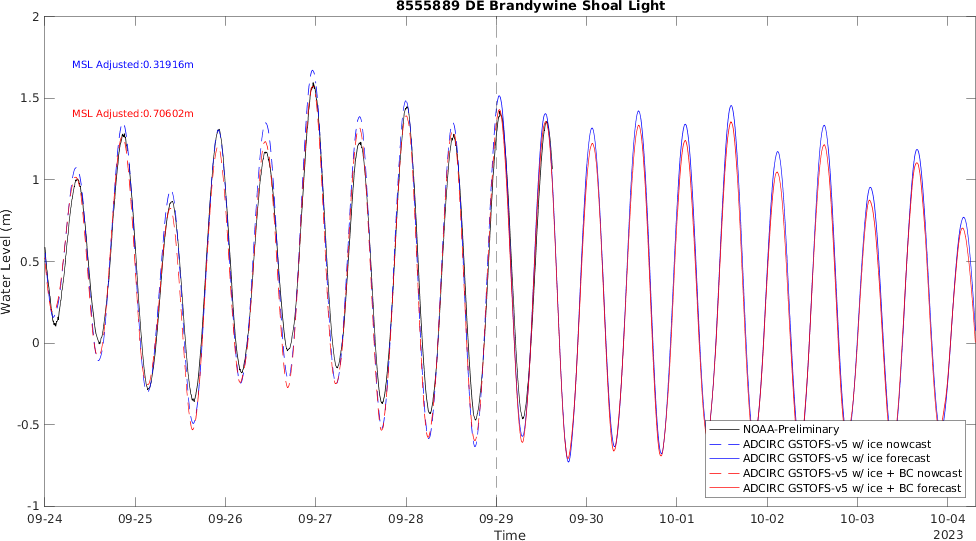 8555889 DE Brandywine Shoal Light
Water Level (m)
2
1.5
1
0.5
0
-0.5
-1
MSL Adjusted:0.31916m
MSL Adjusted:0.70602m
NOAA-Preliminary
ADCIRC GSTOFS-v5 w/ ice nowcast
ADCIRC GSTOFS-v5 w/ ice forecast
ADCIRC GSTOFS-v5 w/ ice + BC nowcast
ADCIRC GSTOFS-v5 w/ ice + BC forecast
09-24 09-25 09-26 09-27 09-28 09-29 09-30 10-01 10-02 10-03 10-04
2023
Time